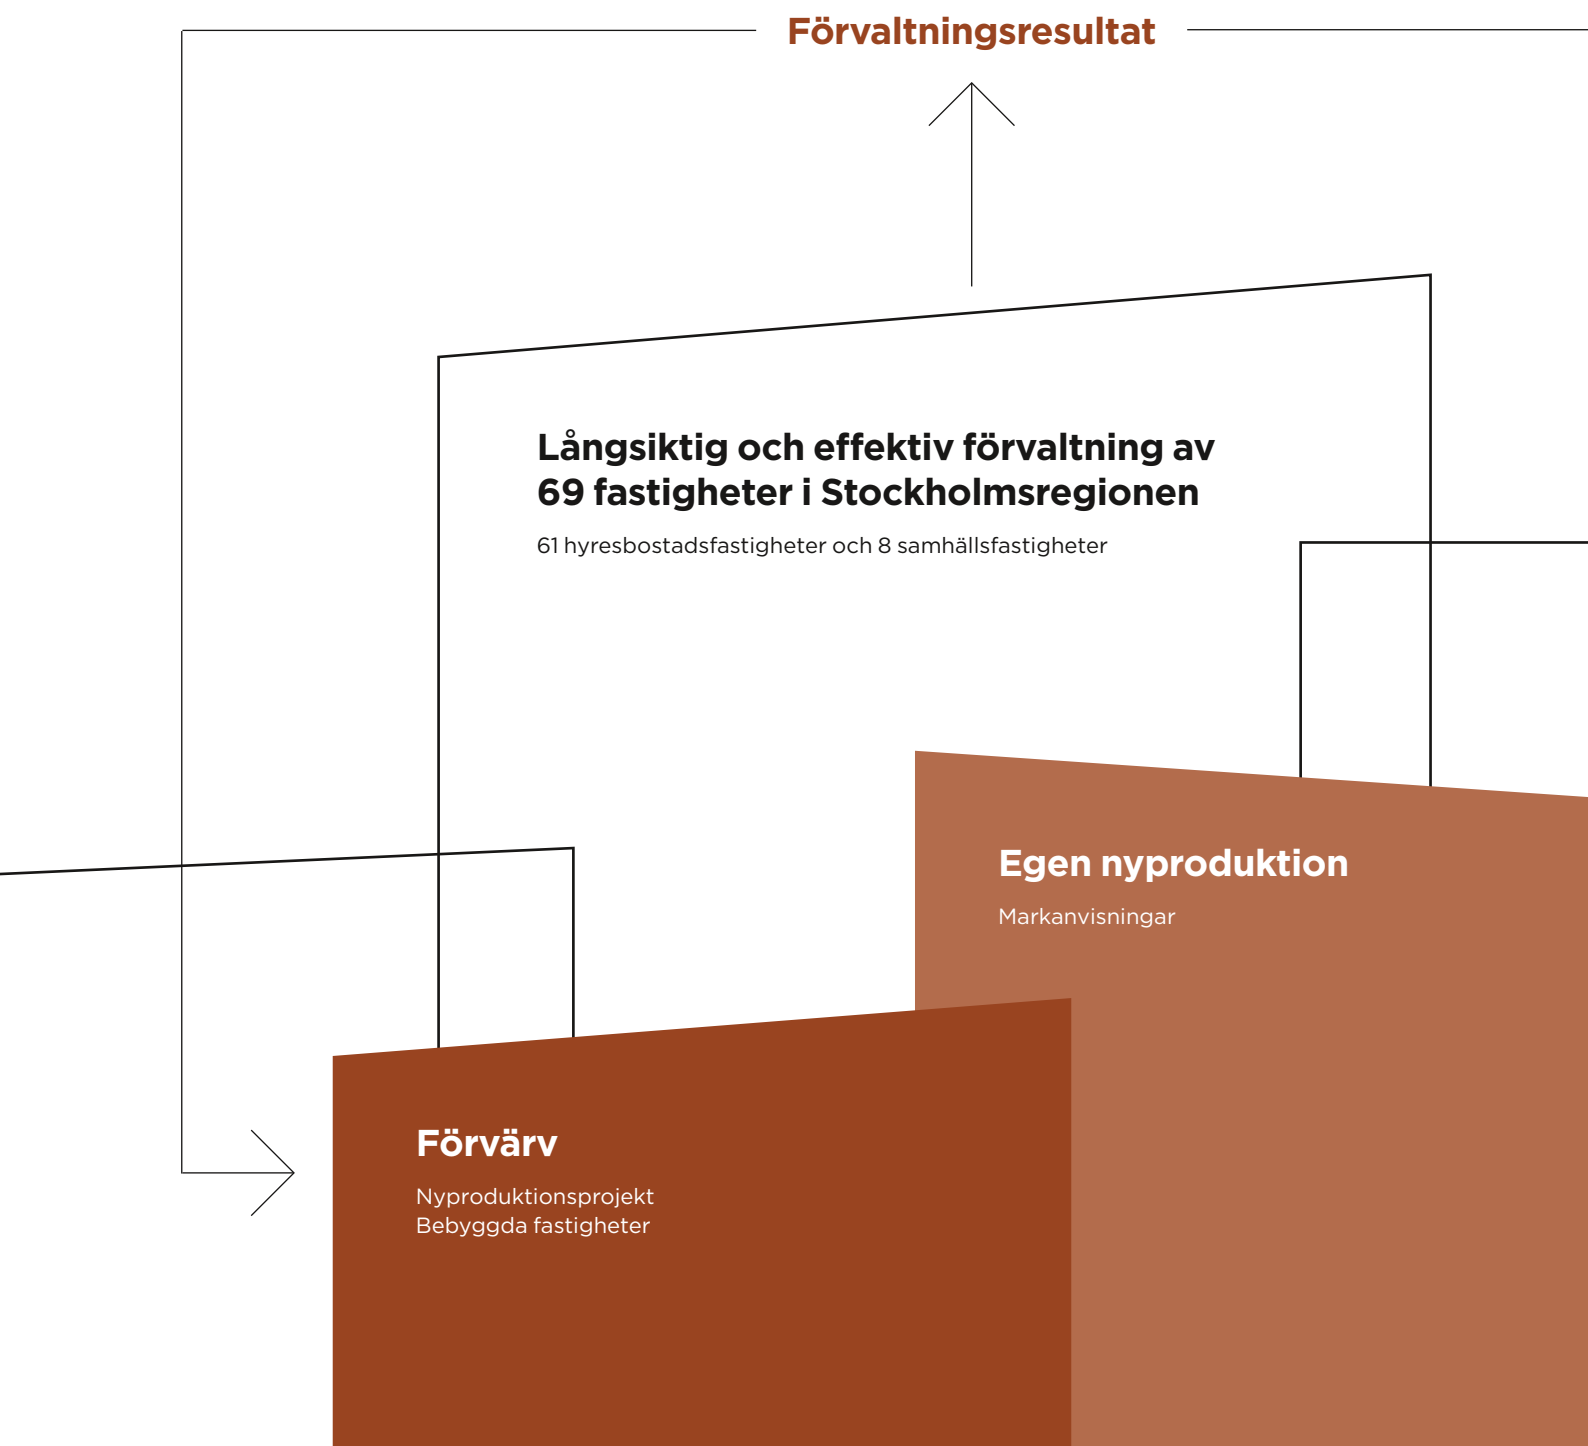 Förvaltningsresultat
Långsiktig och effektiv förvaltning av
69 fastigheter i Stockholmsregionen
61 hyresbostadsfastigheter och 8 samhällsfastigheter
Egen nyproduktion
Markanvisningar
Förvärv
Nyproduktionsprojekt
Bebyggda fastigheter